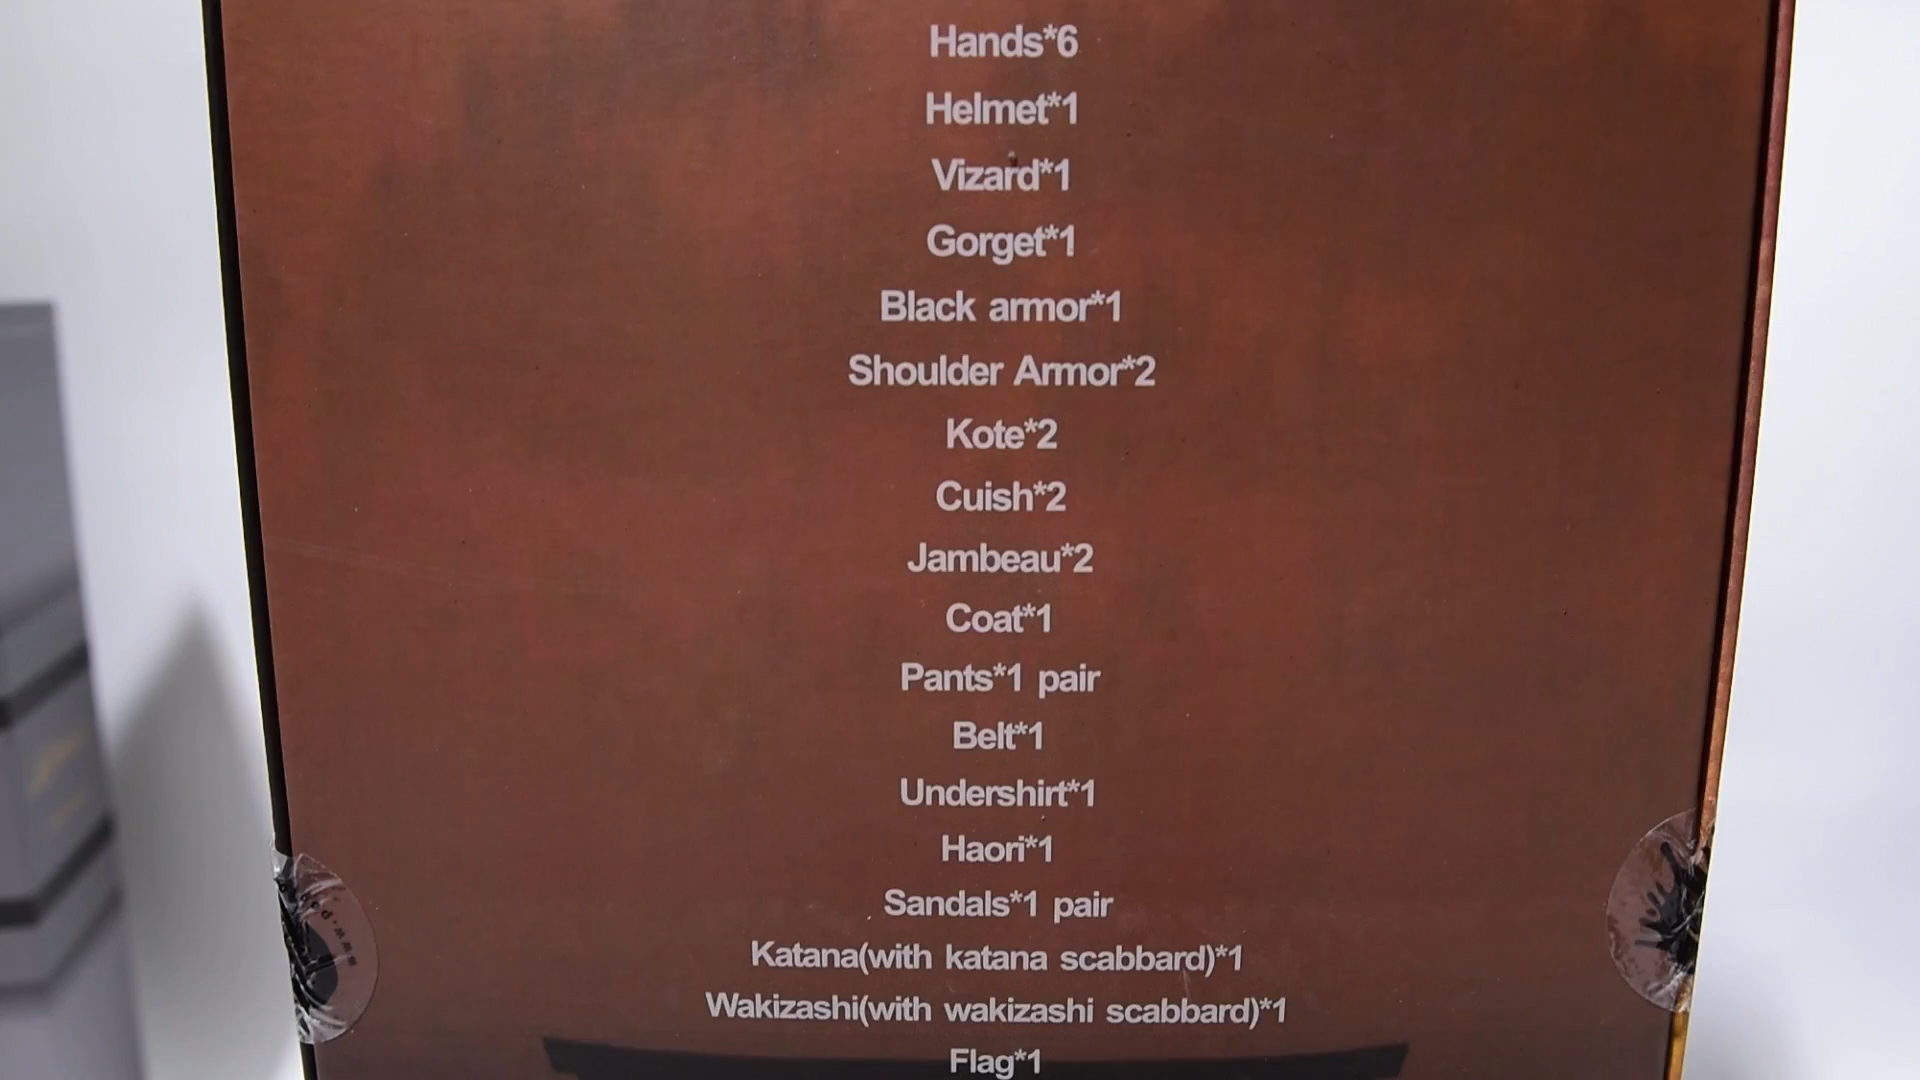 Hands*6
Helmet*1
Vizard*1
Gorget*1
Black armor*1
Shoulder Armor*2
Kote*2
Cuish*2
Jambeau*2
Coat*1
Pants*1 pair
Belt*1
Undershirt*1
Haori*1
Sandals*1 pair
Katana(with katana scabbard)*1
Wakizashi(with wakizashi scabbard)*1
Flag*1